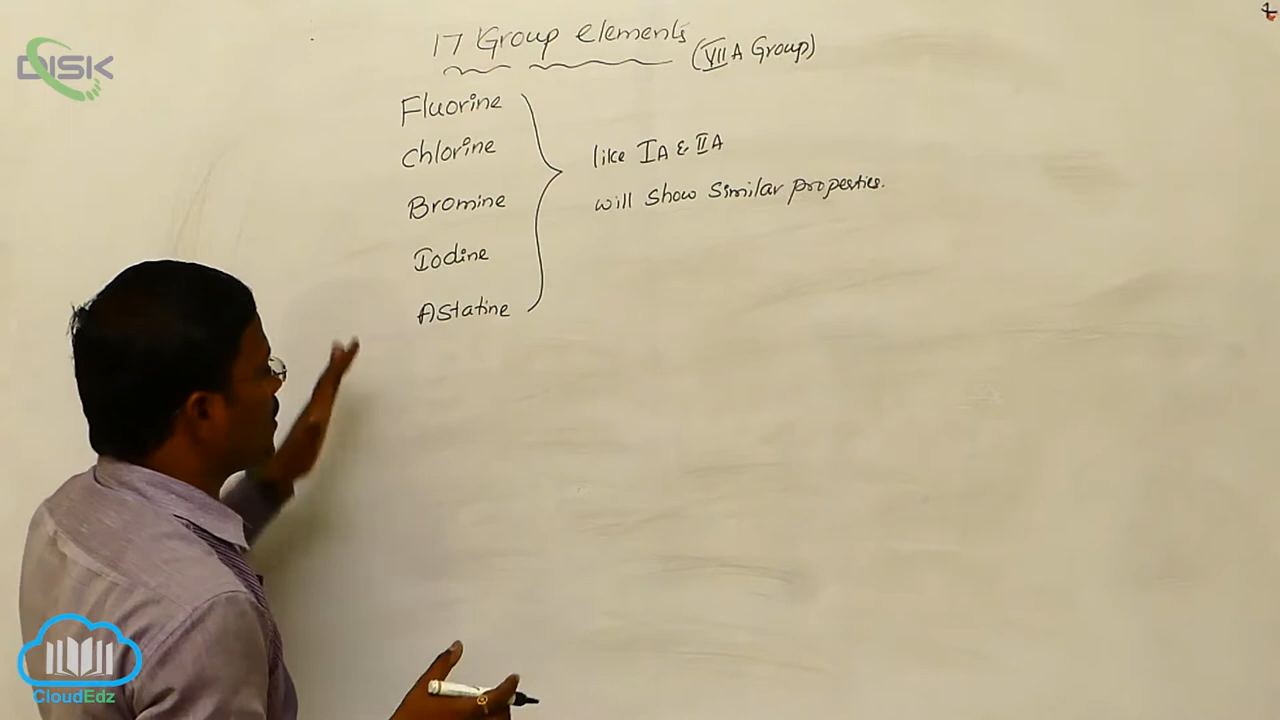 DISK
17 Group elements
(VII A Group)
Fluorine
Chlorine
Bromine
Iodine
Astatine
like IA & IIA
will show similar properties.
CloudEdz